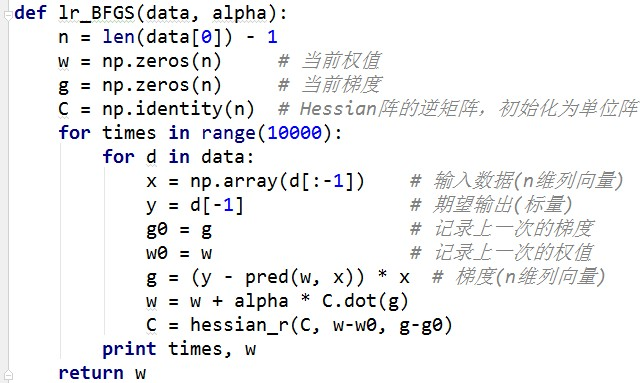 def lr_BFGS(data, alpha):
    n = len(data[0]) - 1
    w = np.zeros(n)     # 当前权值
    g = np.zeros(n)     # 当前梯度
    C = np.identity(n)  # Hessian阵的逆矩阵，初始化为单位阵
    for times in range(10000):
        for d in data:
            x = np.array(d[:-1])    # 输入数据(n维列向量)
            y = d[-1]               # 期望输出(标量)
            g0 = g                  # 记录上一次的梯度
            w0 = w                  # 记录上一次的权值
            g = (y - pred(w, x)) * x  # 梯度(n维列向量)
            w = w + alpha * C.dot(g)
            C = hessian_r(C, w-w0, g-g0)
        print times, w
    return w